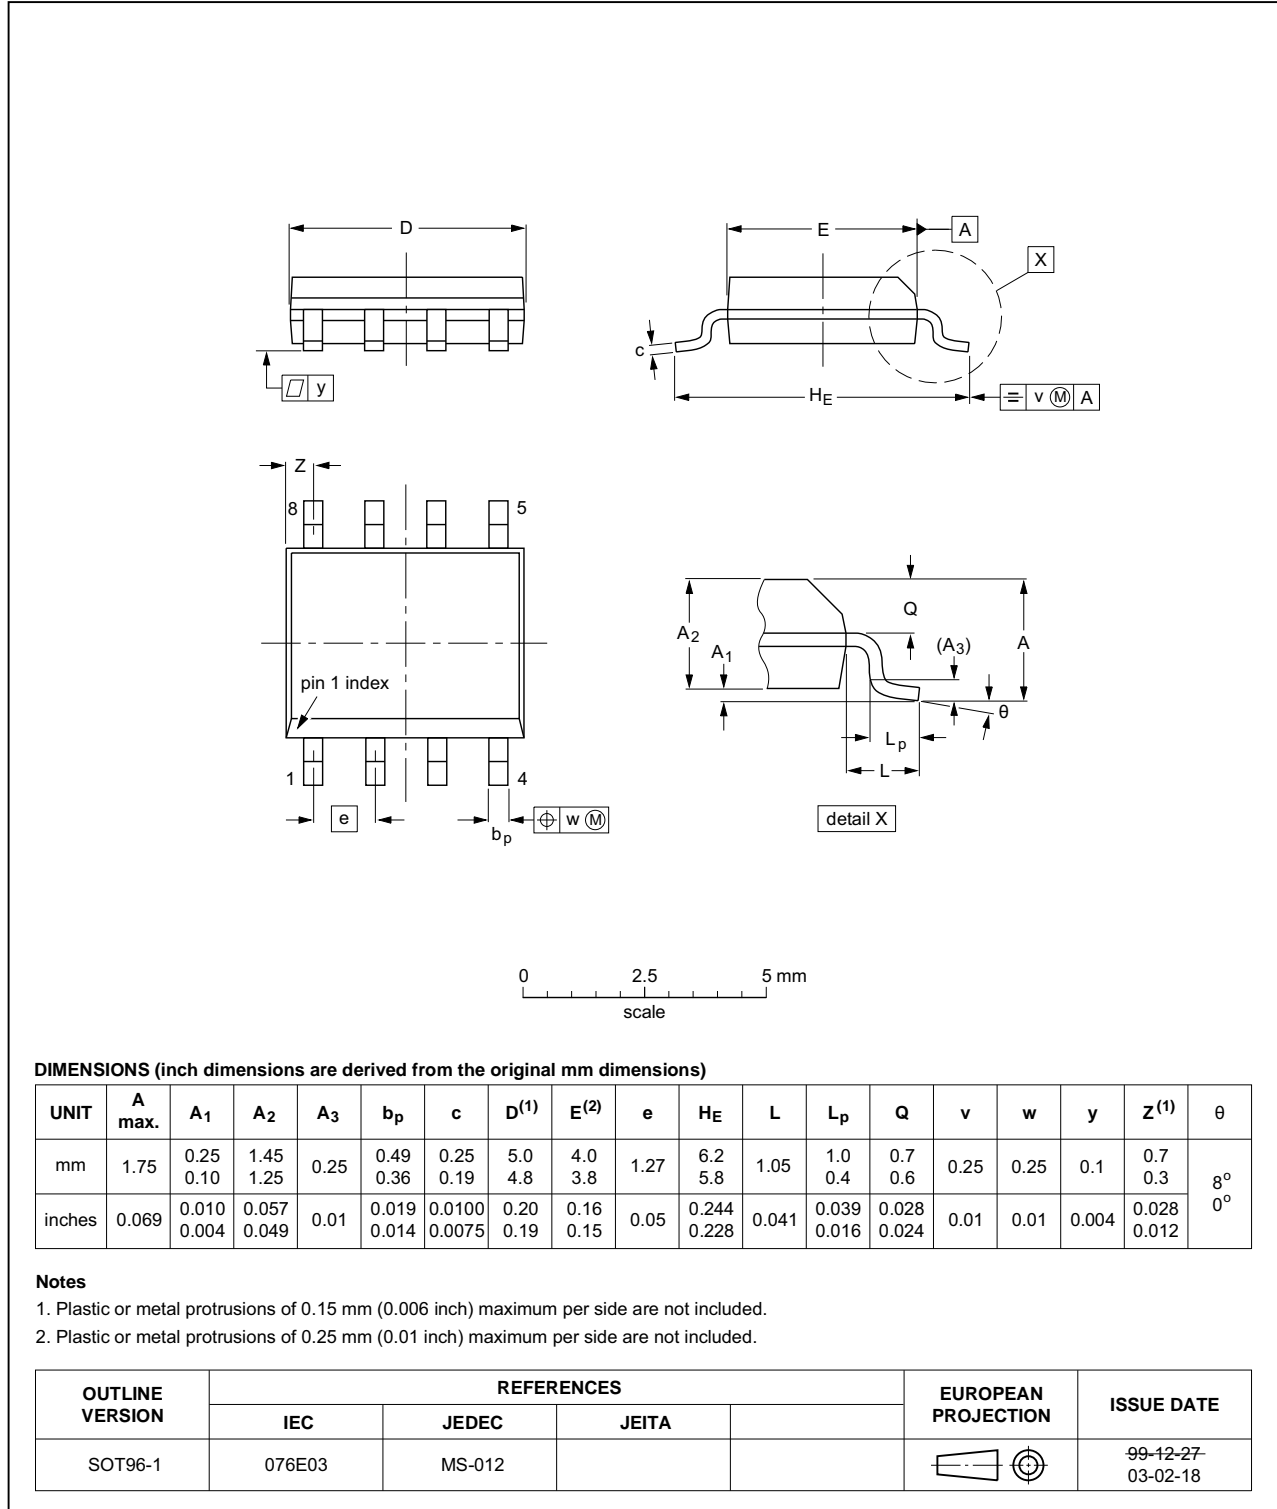 D
E
A
X
c
y
HE
v M A
Z
8
5
Q
A2
A
A1
(A3)
pin 1 index
θ
Lp
L
1
4
e
w M
bp
detail X
0 2.5 5 mm
scale
DIMENSIONS (inch dimensions are derived from the original mm dimensions)
UNIT A max. A1 A2 A3 bp c D(1) E(2) e HE L Lp Q v w y Z(1) θ
mm 1.75 0.25 0.10 1.45 1.25 0.25 0.49 0.36 0.25 0.19 5.0 4.8 4.0 3.8 1.27 6.2 5.8 1.05 1.0 0.4 0.7 0.6 0.25 0.25 0.1 0.7 0.3 8o 0o
inches 0.069 0.010 0.004 0.057 0.049 0.01 0.019 0.014 0.0100 0.0075 0.20 0.19 0.16 0.15 0.05 0.244 0.228 0.041 0.039 0.016 0.028 0.024 0.01 0.01 0.004 0.028 0.012
Notes
1. Plastic or metal protrusions of 0.15 mm (0.006 inch) maximum per side are not included.
2. Plastic or metal protrusions of 0.25 mm (0.01 inch) maximum per side are not included.
OUTLINE VERSION REFERENCES EUROPEAN PROJECTION ISSUE DATE
IEC JEDEC JEITA
SOT96-1 076E03 MS-012 99-12-27
03-02-18